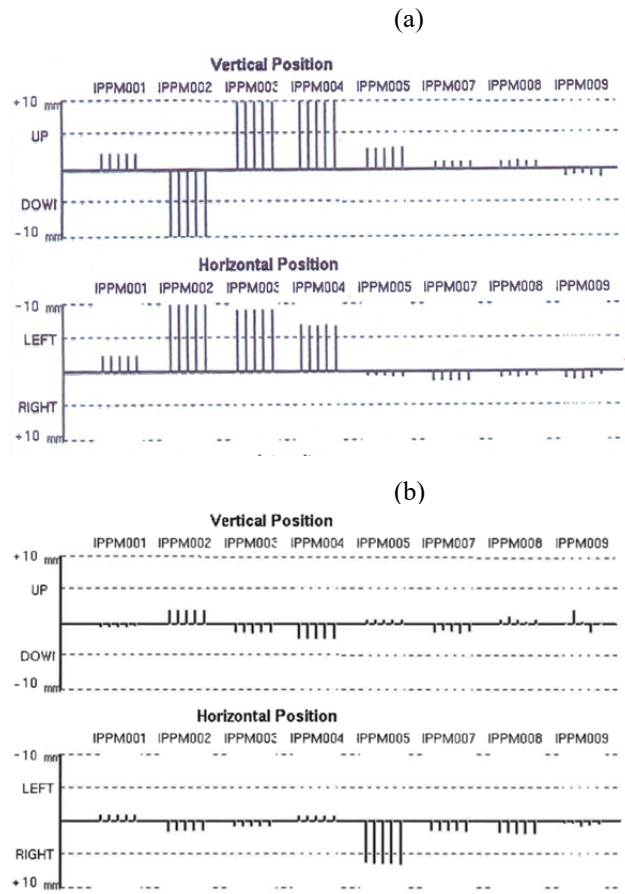 (a)
Vertical Position
IPPM001 IPPM002 IPPM003 IPPM004 IPPM005 IPPM007 IPPM008 IPPM009
+10 mm
UP
DOWI
-10 mm
Horizontal Position
IPPM001 IPPM002 IPPM003 IPPM004 IPPM005 IPPM007 IPPM008 IPPM009
-10 mm
LEFT
RIGHT
+10 mm
(b)
Vertical Position
IPPM001 IPPM002 IPPM003 IPPM004 IPPM005 IPPM007 IPPM008 IPPM009
+10 mm
UP
DOWI
-10 mm
Horizontal Position
IPPM001 IPPM002 IPPM003 IPPM004 IPPM005 IPPM007 IPPM008 IPPM009
-10 mm
LEFT
RIGHT
+10 mm